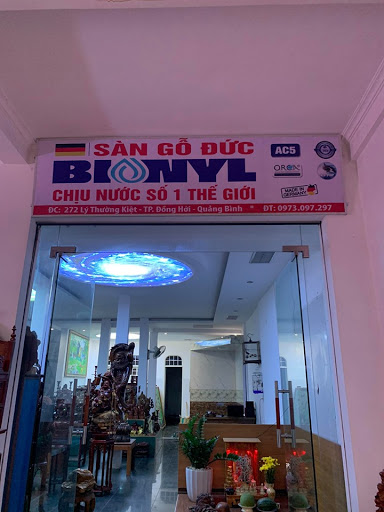 SÀN GỖ ĐỨC
BIONYL
CHỊU NƯỚC SỐ 1 THẾ GIỚI
AC5
MADE IN
GERMANY
ĐC: 272 Lý Thường Kiệt - TP. Đồng Hới - Quảng Bình * ĐT: 0973.097.297